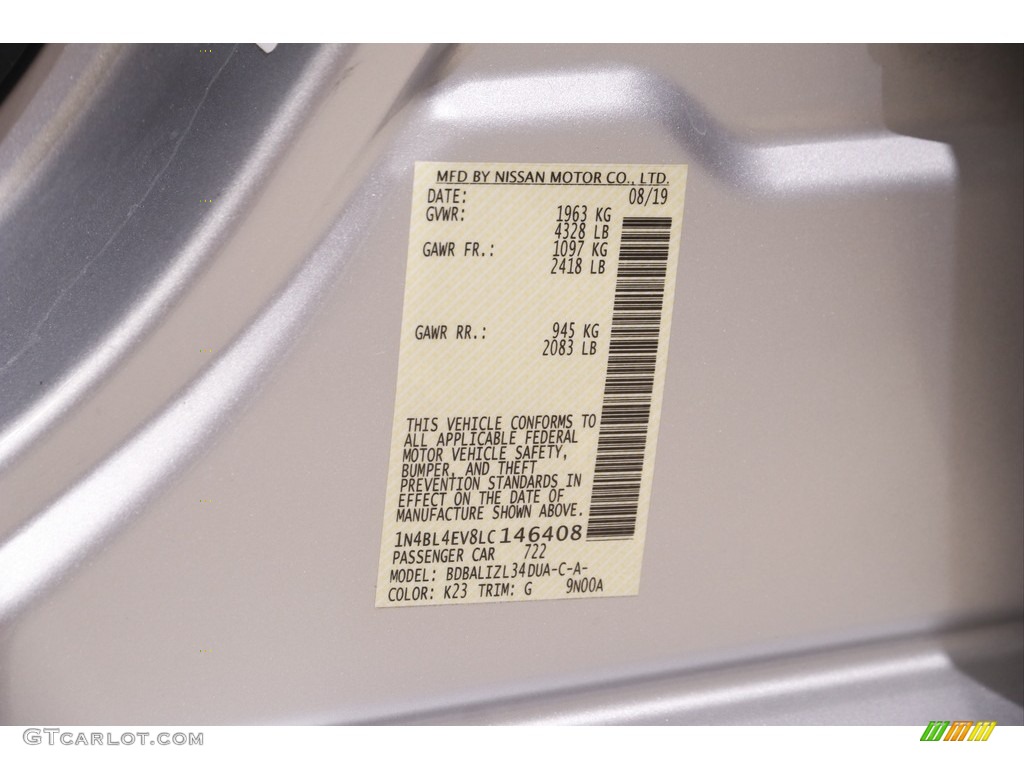 MFD BY NISSAN MOTOR CO., LTD.
DATE: 08/19
GVWR: 1963 KG
4328 LB
GAWR FR.: 1097 KG
2418 LB
GAWR RR.: 945 KG
2083 LB
THIS VEHICLE CONFORMS TO
ALL APPLICABLE FEDERAL
MOTOR VEHICLE SAFETY,
BUMPER, AND THEFT
PREVENTION STANDARDS IN
EFFECT ON THE DATE OF
MANUFACTURE SHOWN ABOVE.
1N4BL4EV8LC146408
PASSENGER CAR 722
MODEL: BDBALIZL34DUA-C-A-
COLOR: K23 TRIM: G 9N00A
GTCARLOT.COM